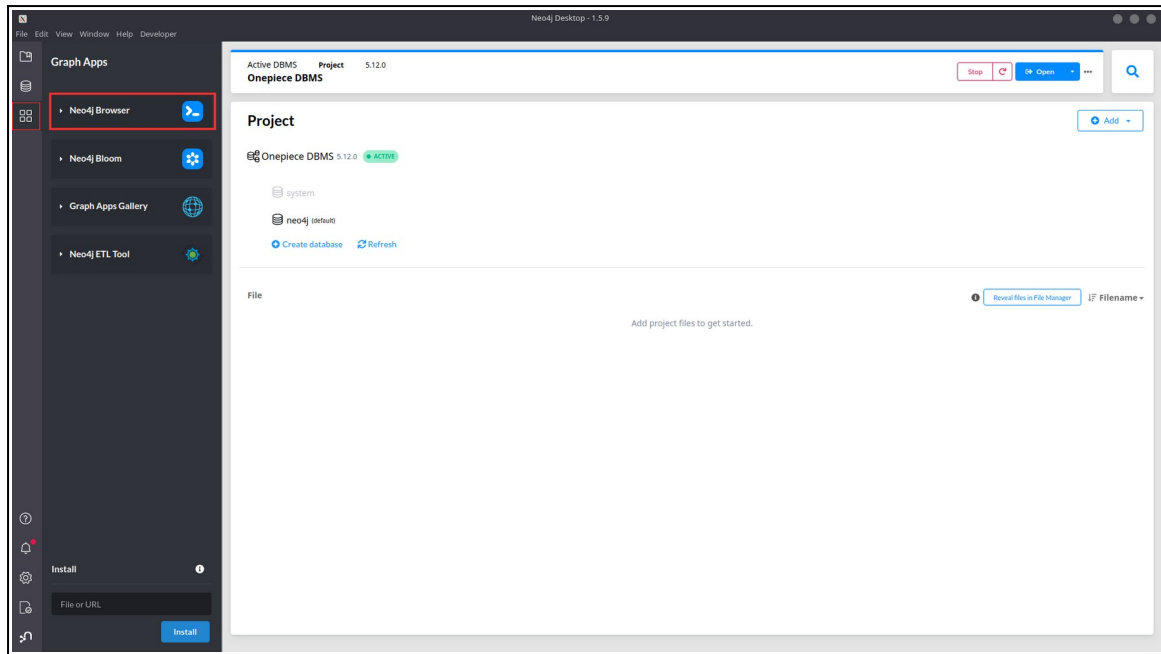 Neo4j Desktop - 1.5.9
File Edit View Window Help Developer
Graph Apps
Neo4j Browser
Neo4j Bloom
Graph Apps Gallery
Neo4j ETL Tool
Install
File or URL
Install
Active DBMS Project 5.12.0
Onepiece DBMS
Stop Open
Project
Add
Onepiece DBMS 5.12.0 ACTIVE
system
neo4j (default)
Create database Refresh
File
Reveal files in File Manager Filename
Add project files to get started.